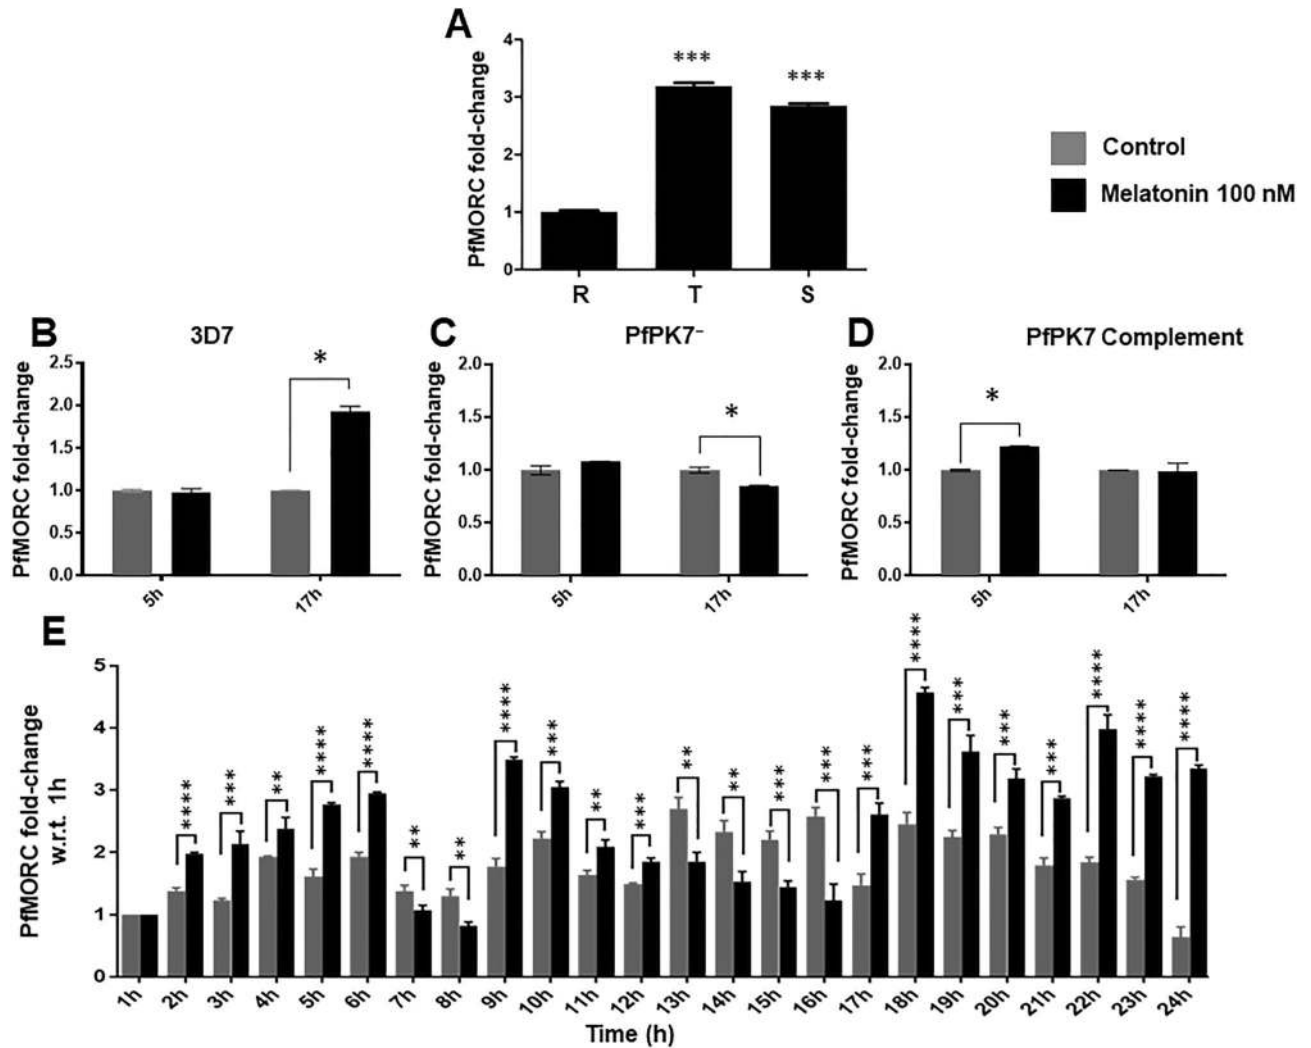 A
PfMORC fold-change
4
3
2
1
0
***
***
R T S
Control
Melatonin 100 nM
B
3D7
PfMORC fold-change
2.5
2.0
1.5
1.0
0.5
0.0
*
5h 17h
C
PfPK7⁻
PfMORC fold-change
2.0
1.5
1.0
0.5
0.0
*
5h 17h
D
PfPK7 Complement
PfMORC fold-change
2.0
1.5
1.0
0.5
0.0
*
5h 17h
E
PfMORC fold-change
w.r.t. 1h
5
4
3
2
1
0
**** *** ** **** **** ** ** **** *** ** *** ** ** *** *** *** **** *** *** *** **** **** ****
1h 2h 3h 4h 5h 6h 7h 8h 9h 10h 11h 12h 13h 14h 15h 16h 17h 18h 19h 20h 21h 22h 23h 24h
Time (h)